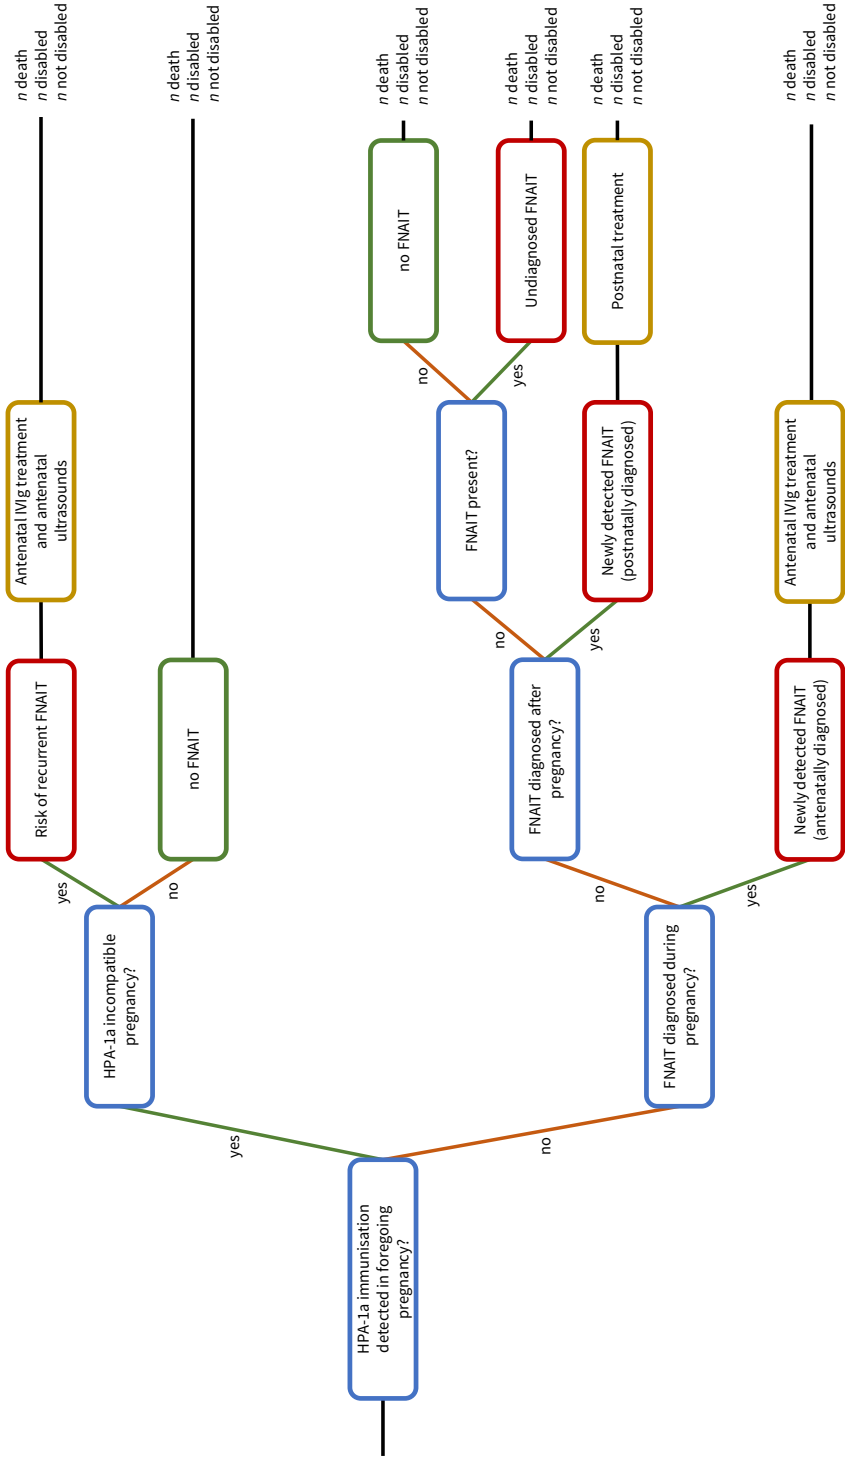 HPA-1a immunisation
detected in foregoing
pregnancy?
yes
no
HPA-1a incompatible
pregnancy?
yes
no
Risk of recurrent FNAIT
Antenatal IVIg treatment
and antenatal
ultrasounds
n death
n disabled
n not disabled
no FNAIT
n death
n disabled
n not disabled
FNAIT diagnosed during
pregnancy?
no
yes
FNAIT diagnosed after
pregnancy?
no
yes
FNAIT present?
no
yes
no FNAIT
n death
n disabled
n not disabled
Undiagnosed FNAIT
n death
n disabled
n not disabled
Newly detected FNAIT
(postnatally diagnosed)
Postnatal treatment
n death
n disabled
n not disabled
Newly detected FNAIT
(antenatally diagnosed)
Antenatal IVIg treatment
and antenatal
ultrasounds
n death
n disabled
n not disabled